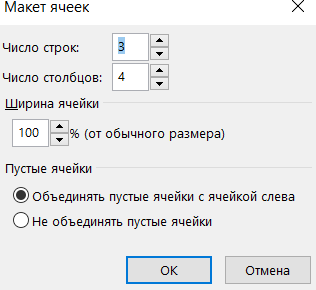 Макет ячеек
Число строк: 3
Число столбцов: 4
Ширина ячейки
100 % (от обычного размера)
Пустые ячейки
Объединять пустые ячейки с ячейкой слева
Не объединять пустые ячейки
ОК Отмена